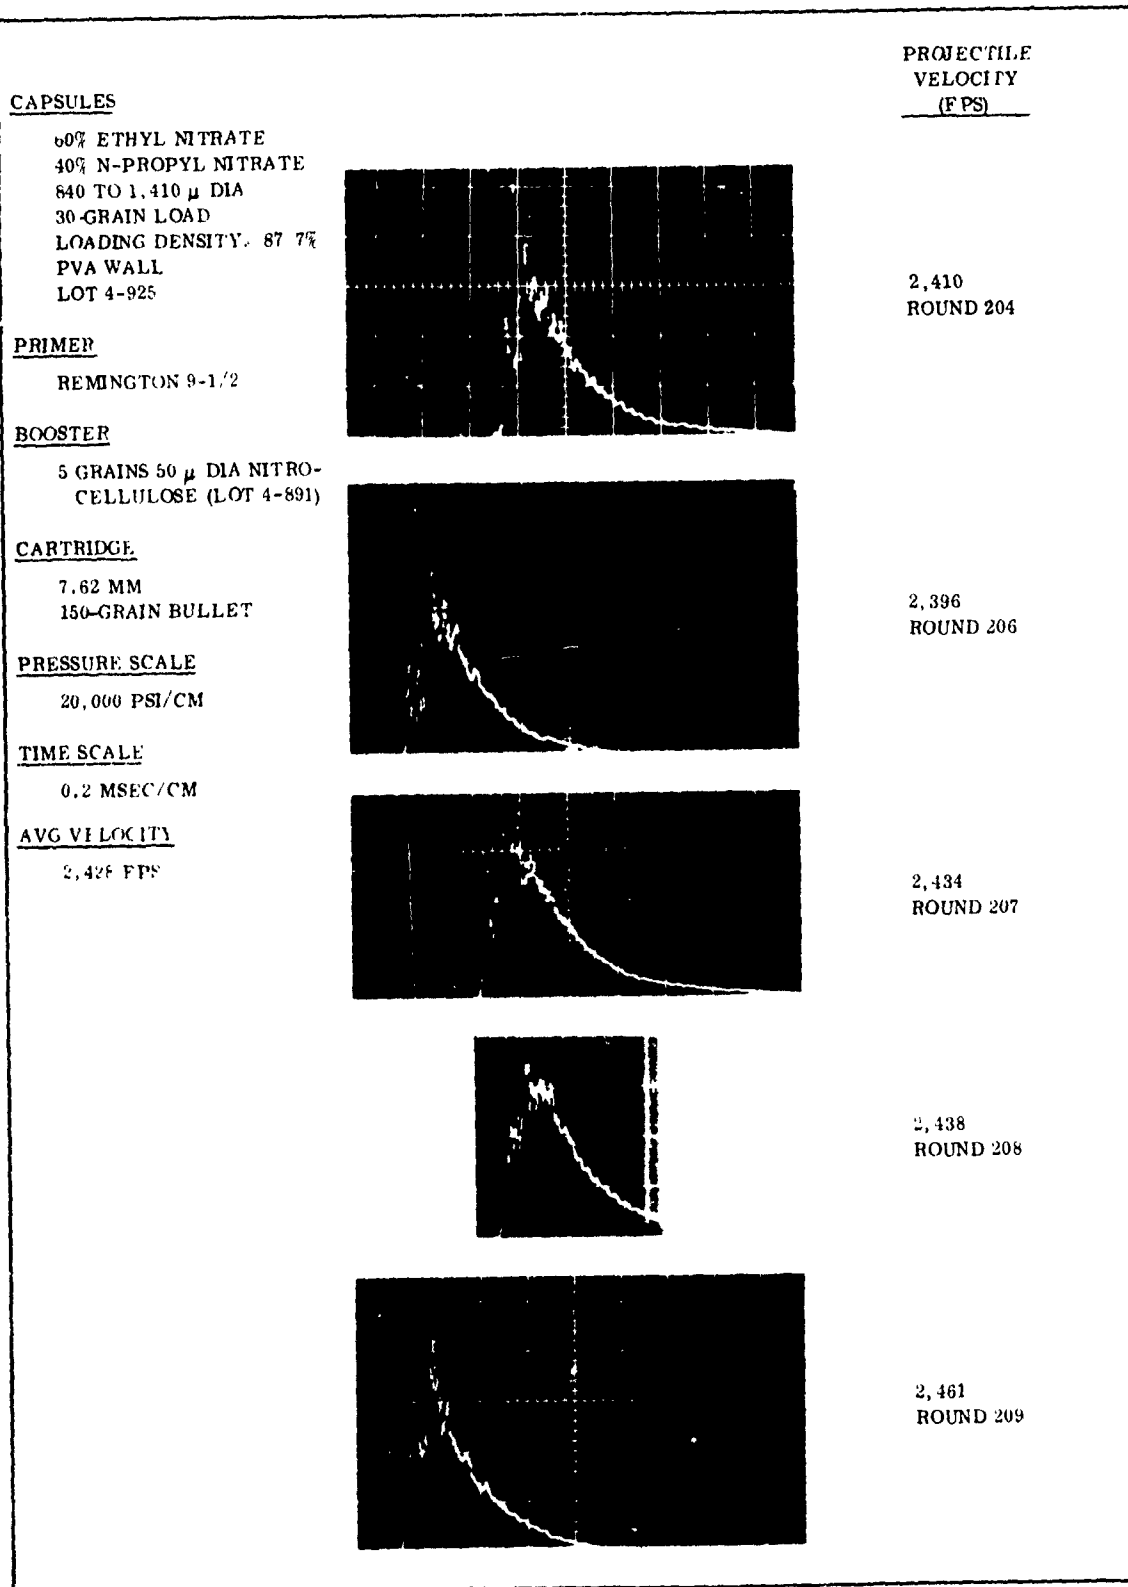 CAPSULES
60% ETHYL NITRATE
40% N-PROPYL NITRATE
840 TO 1,410 μ DIA
30-GRAIN LOAD
LOADING DENSITY. 87 7%
PVA WALL
LOT 4-925
PRIMER
REMINGTON 9-1/2
BOOSTER
5 GRAINS 50 μ DIA NITRO-
CELLULOSE (LOT 4-891)
CARTRIDGE
7.62 MM
150-GRAIN BULLET
PRESSURE SCALE
20,000 PSI/CM
TIME SCALE
0.2 MSEC/CM
AVG VELOCITY
2,428 FPS
PROJECTILE
VELOCITY
(FPS)
2,410
ROUND 204
2,396
ROUND 206
2,434
ROUND 207
2,438
ROUND 208
2,461
ROUND 209